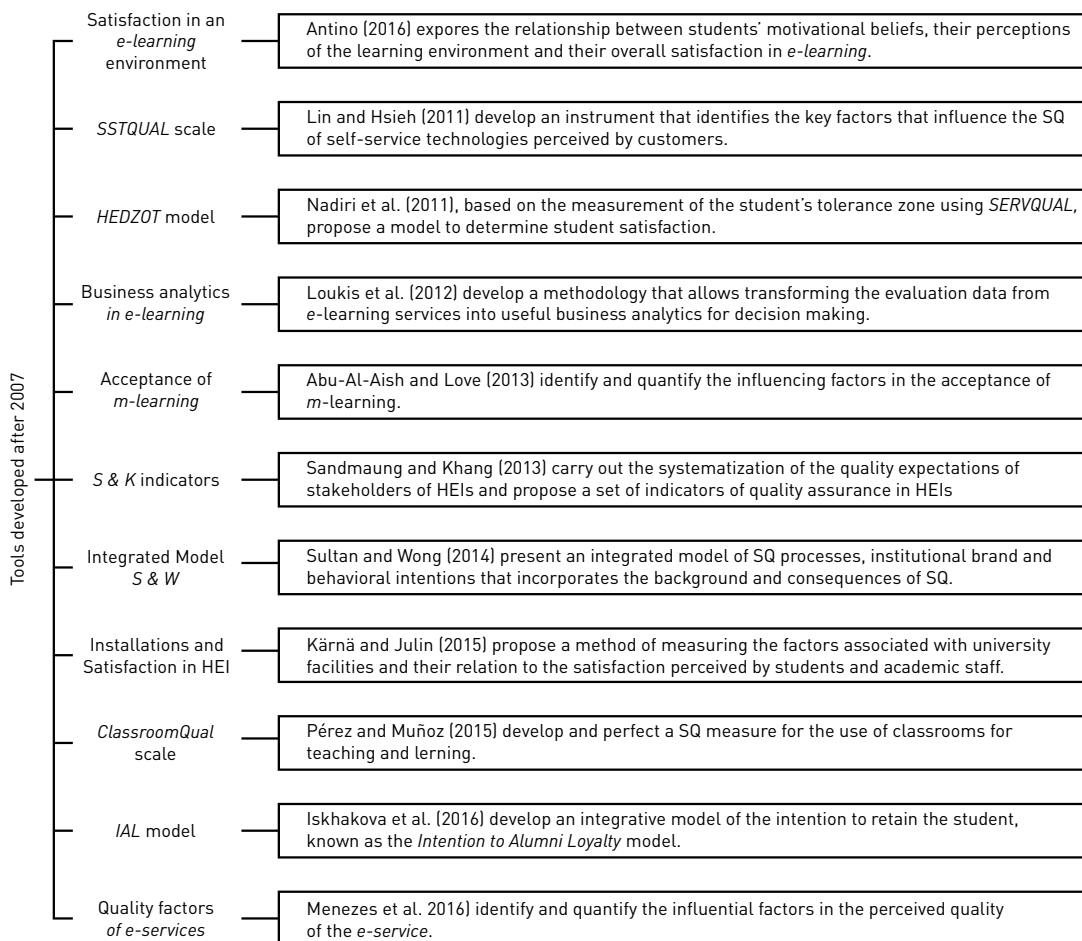 Tools developed after 2007
Satisfaction in an
e-learning
environment
Antino (2016) expores the relationship between students' motivational beliefs, their perceptions
of the learning environment and their overall satisfaction in e-learning.
SSTQUAL scale
Lin and Hsieh (2011) develop an instrument that identifies the key factors that influence the SQ
of self-service technologies perceived by customers.
HEDZOT model
Nadiri et al. (2011), based on the measurement of the student's tolerance zone using SERVQUAL,
propose a model to determine student satisfaction.
Business analytics
in e-learning
Loukis et al. (2012) develop a methodology that allows transforming the evaluation data from
e-learning services into useful business analytics for decision making.
Acceptance of
m-learning
Abu-Al-Aish and Love (2013) identify and quantify the influencing factors in the acceptance of
m-learning.
S & K indicators
Sandmaung and Khang (2013) carry out the systematization of the quality expectations of
stakeholders of HEIs and propose a set of indicators of quality assurance in HEIs
Integrated Model
S & W
Sultan and Wong (2014) present an integrated model of SQ processes, institutional brand and
behavioral intentions that incorporates the background and consequences of SQ.
Installations and
Satisfaction in HEI
Kärnä and Julin (2015) propose a method of measuring the factors associated with university
facilities and their relation to the satisfaction perceived by students and academic staff.
ClassroomQual
scale
Pérez and Muñoz (2015) develop and perfect a SQ measure for the use of classrooms for
teaching and lerning.
IAL model
Iskhakova et al. (2016) develop an integrative model of the intention to retain the student,
known as the Intention to Alumni Loyalty model.
Quality factors
of e-services
Menezes et al. 2016) identify and quantify the influential factors in the perceived quality
of the e-service.